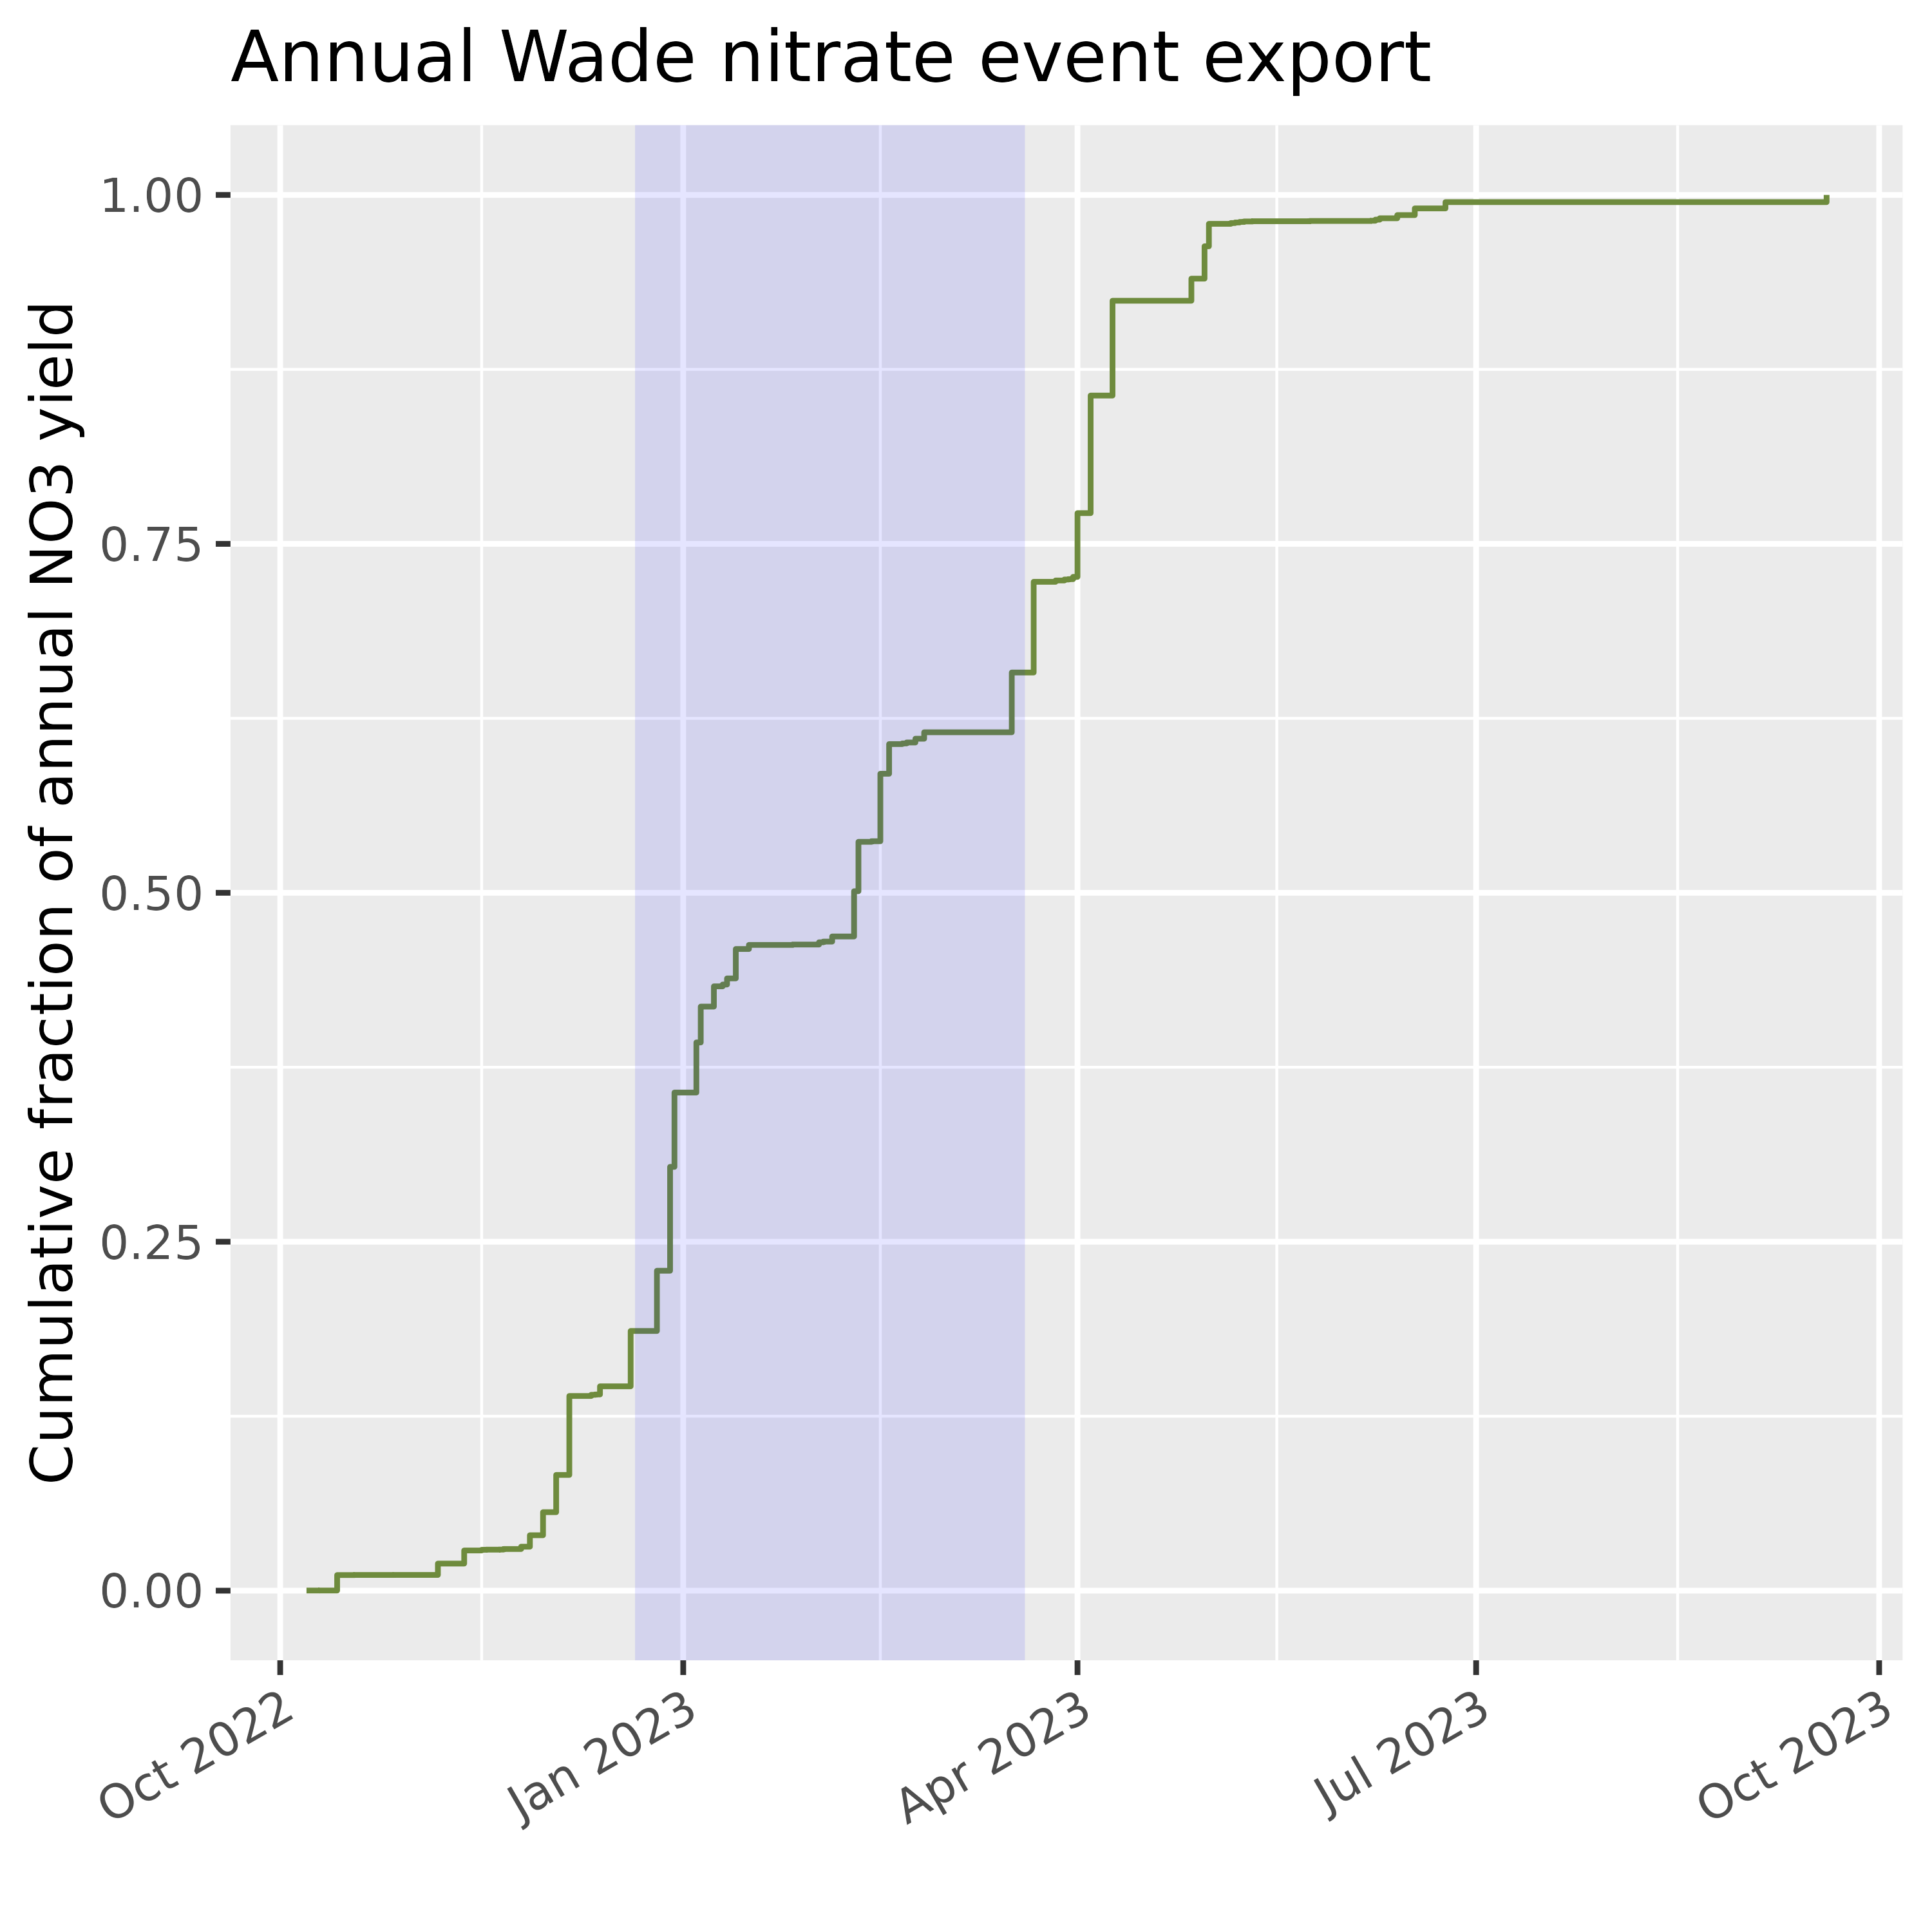 Annual Wade nitrate event export
Cumulative fraction of annual NO3 yield
1.00
0.75
0.50
0.25
0.00
Oct 2022
Jan 2023
Apr 2023
Jul 2023
Oct 2023